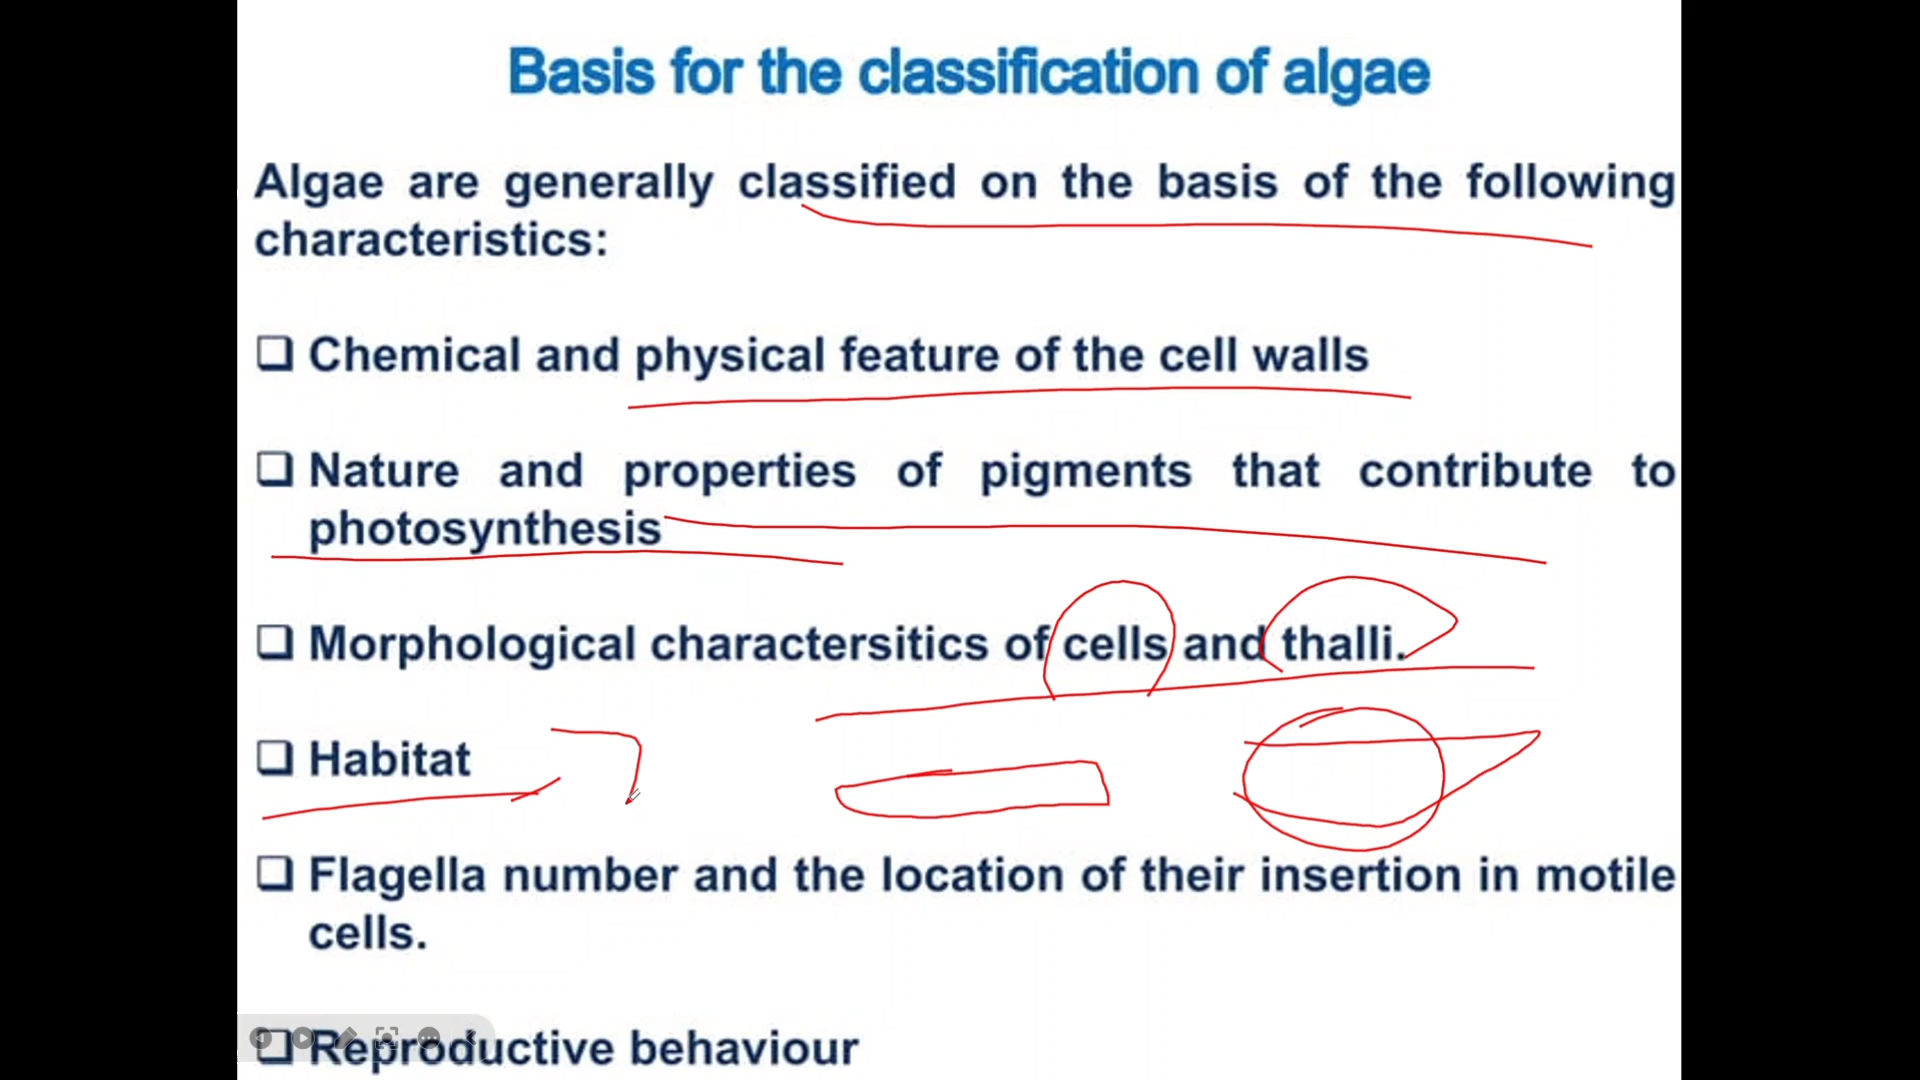 Basis for the classification of algae
Algae are generally classified on the basis of the following
characteristics:
❑ Chemical and physical feature of the cell walls
❑ Nature and properties of pigments that contribute to
photosynthesis
❑ Morphological charactersitics of cells and thalli.
❑ Habitat
❑ Flagella number and the location of their insertion in motile
cells.
❑ Reproductive behaviour